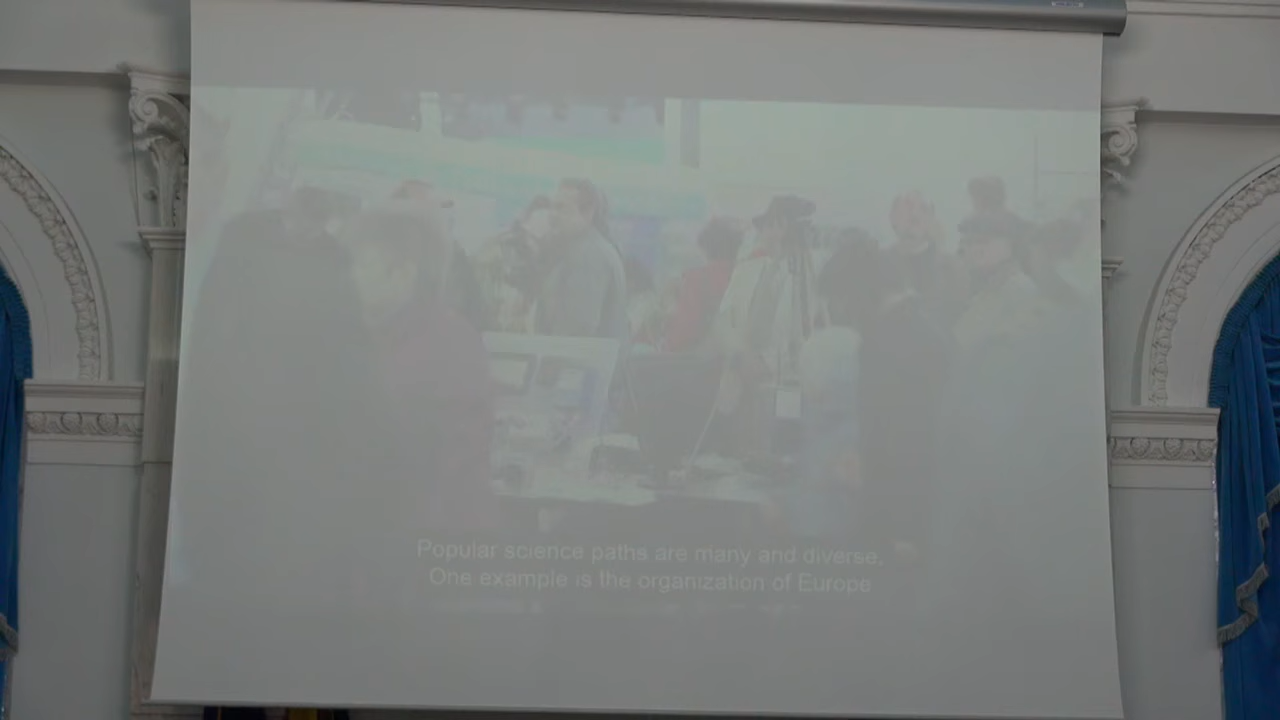 Popular science paths are many and diverse.
One example is the organization of Europe